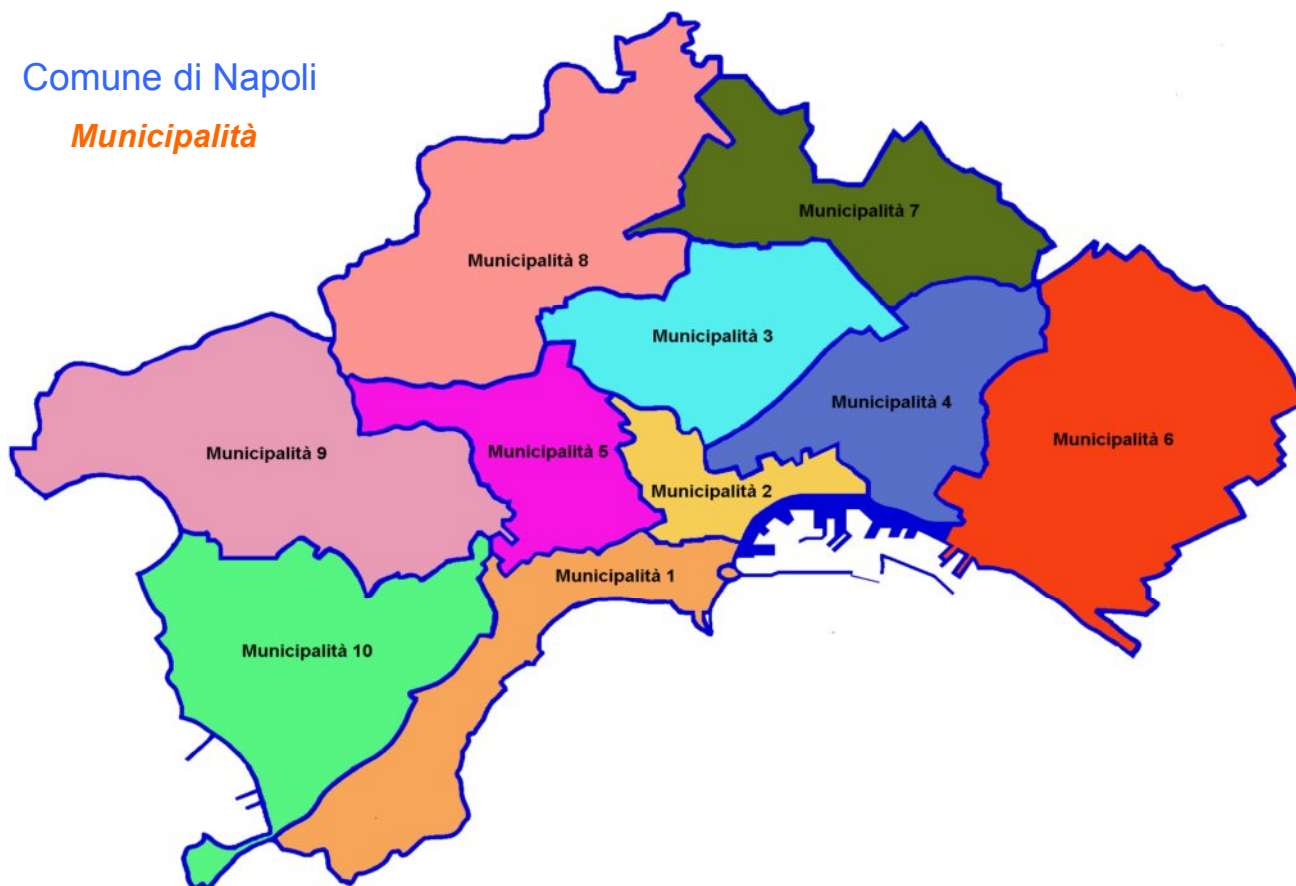 Comune di Napoli
Municipalità
Municipalità 7
Municipalità 8
Municipalità 3
Municipalità 4
Municipalità 6
Municipalità 9
Municipalità 5
Municipalità 2
Municipalità 1
Municipalità 10